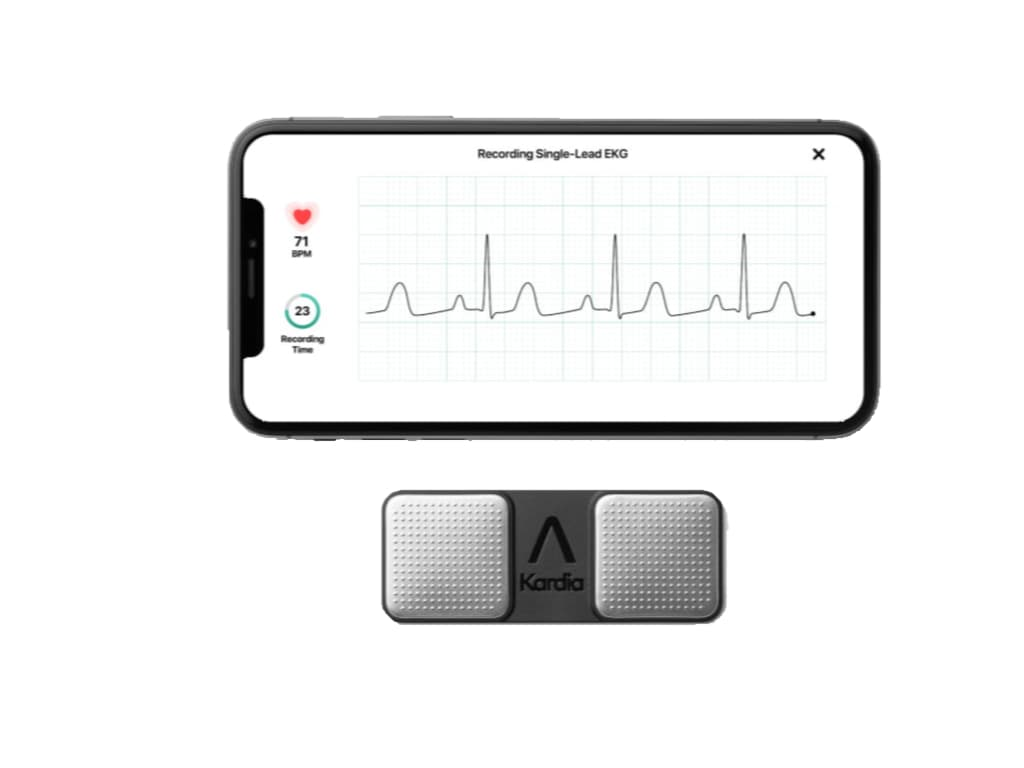 Recording Single-Lead EKG
71
BPM
23
Recording
Time
Kardia